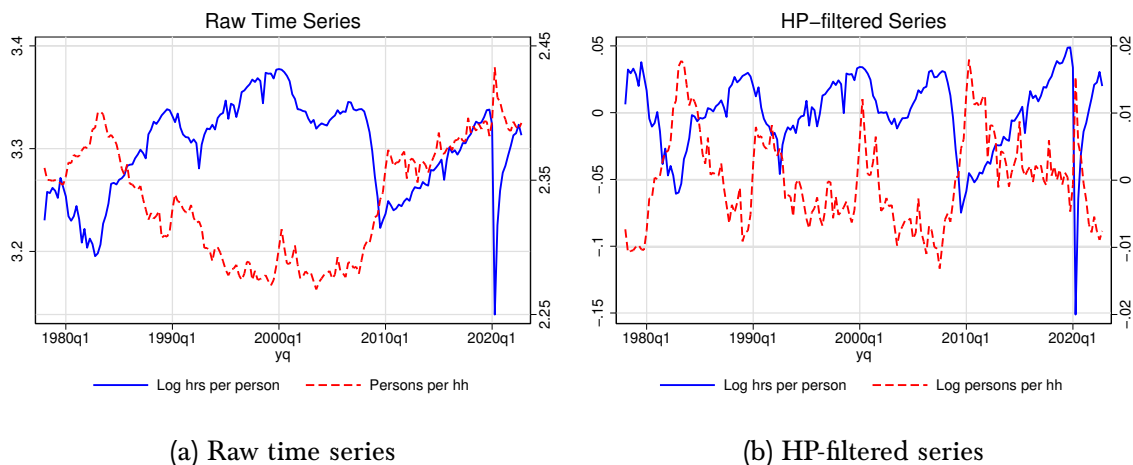 Raw Time Series
3.4
3.3
3.2
2.45
2.35
2.25
1980q1 1990q1 2000q1 2010q1 2020q1
yq
Log hrs per person Persons per hh
(a) Raw time series
HP−filtered Series
.05
0
−.05
−.1
−.15
.02
.01
0
−.01
−.02
1980q1 1990q1 2000q1 2010q1 2020q1
yq
Log hrs per person Log persons per hh
(b) HP-filtered series